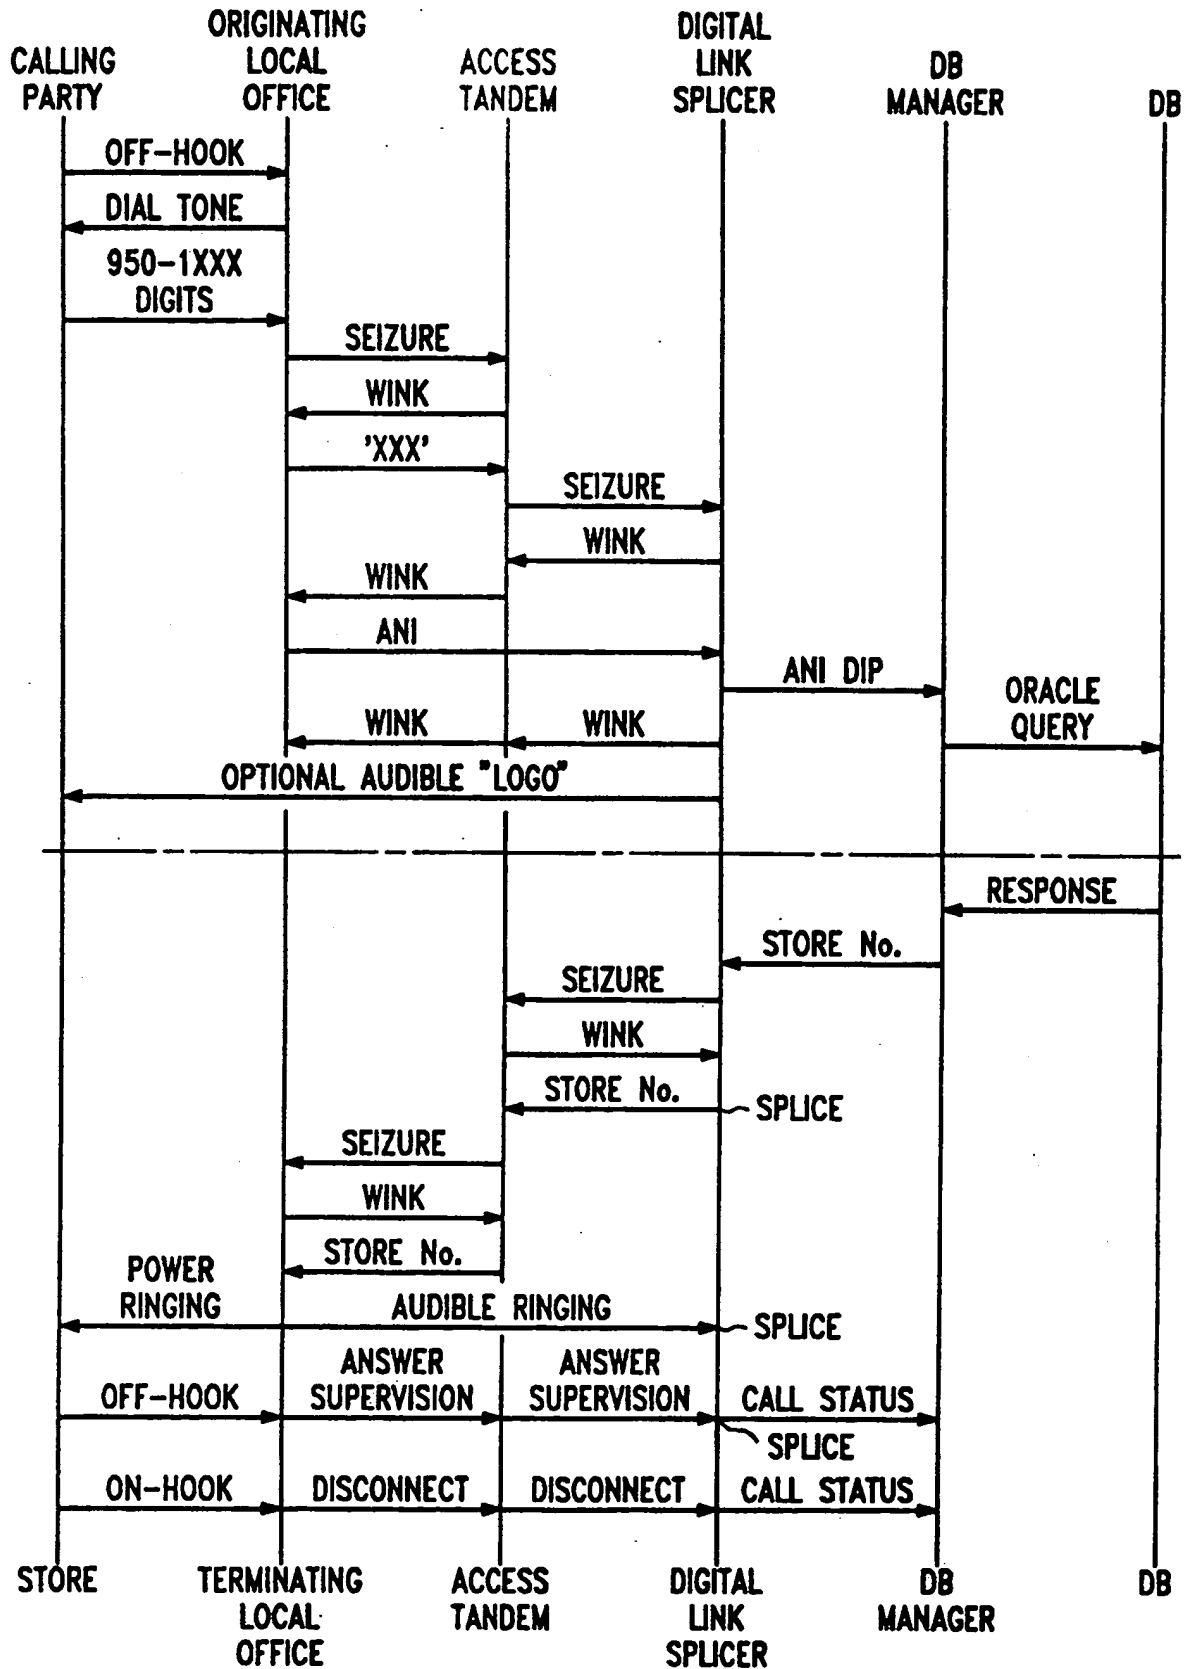 CALLING
PARTY
ORIGINATING
LOCAL
OFFICE
ACCESS
TANDEM
DIGITAL
LINK
SPLICER
DB
MANAGER
DB
OFF-HOOK
DIAL TONE
950-1XXX
DIGITS
SEIZURE
WINK
'XXX'
SEIZURE
WINK
WINK
ANI
ANI DIP
ORACLE
QUERY
WINK
WINK
OPTIONAL AUDIBLE "LOGO"
RESPONSE
STORE No.
SEIZURE
WINK
STORE No.
SPLICE
SEIZURE
WINK
STORE No.
POWER
RINGING
AUDIBLE RINGING
SPLICE
OFF-HOOK
ANSWER
SUPERVISION
ANSWER
SUPERVISION
CALL STATUS
SPLICE
ON-HOOK
DISCONNECT
DISCONNECT
CALL STATUS
STORE
TERMINATING
LOCAL
OFFICE
ACCESS
TANDEM
DIGITAL
LINK
SPLICER
DB
MANAGER
DB